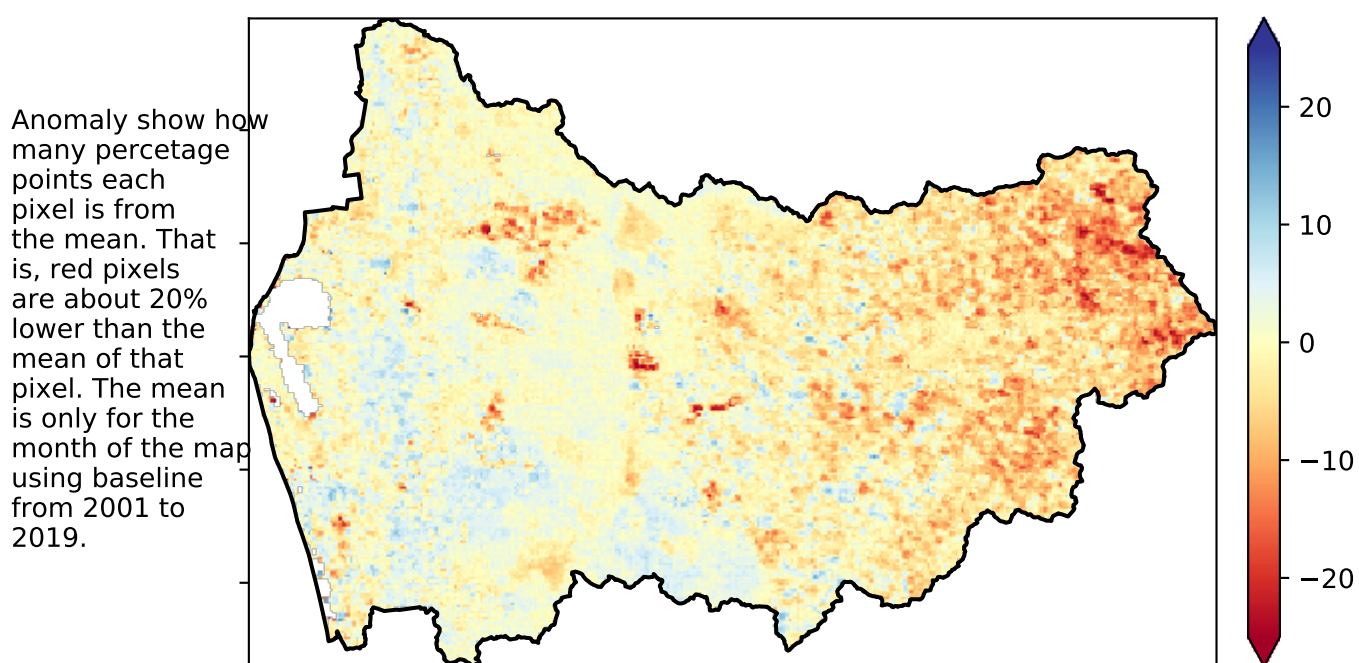 Anomaly show how
many percetage
points each
pixel is from
the mean. That
is, red pixels
are about 20%
lower than the
mean of that
pixel. The mean
is only for the
month of the map
using baseline
from 2001 to
2019.
20
10
0
−10
−20